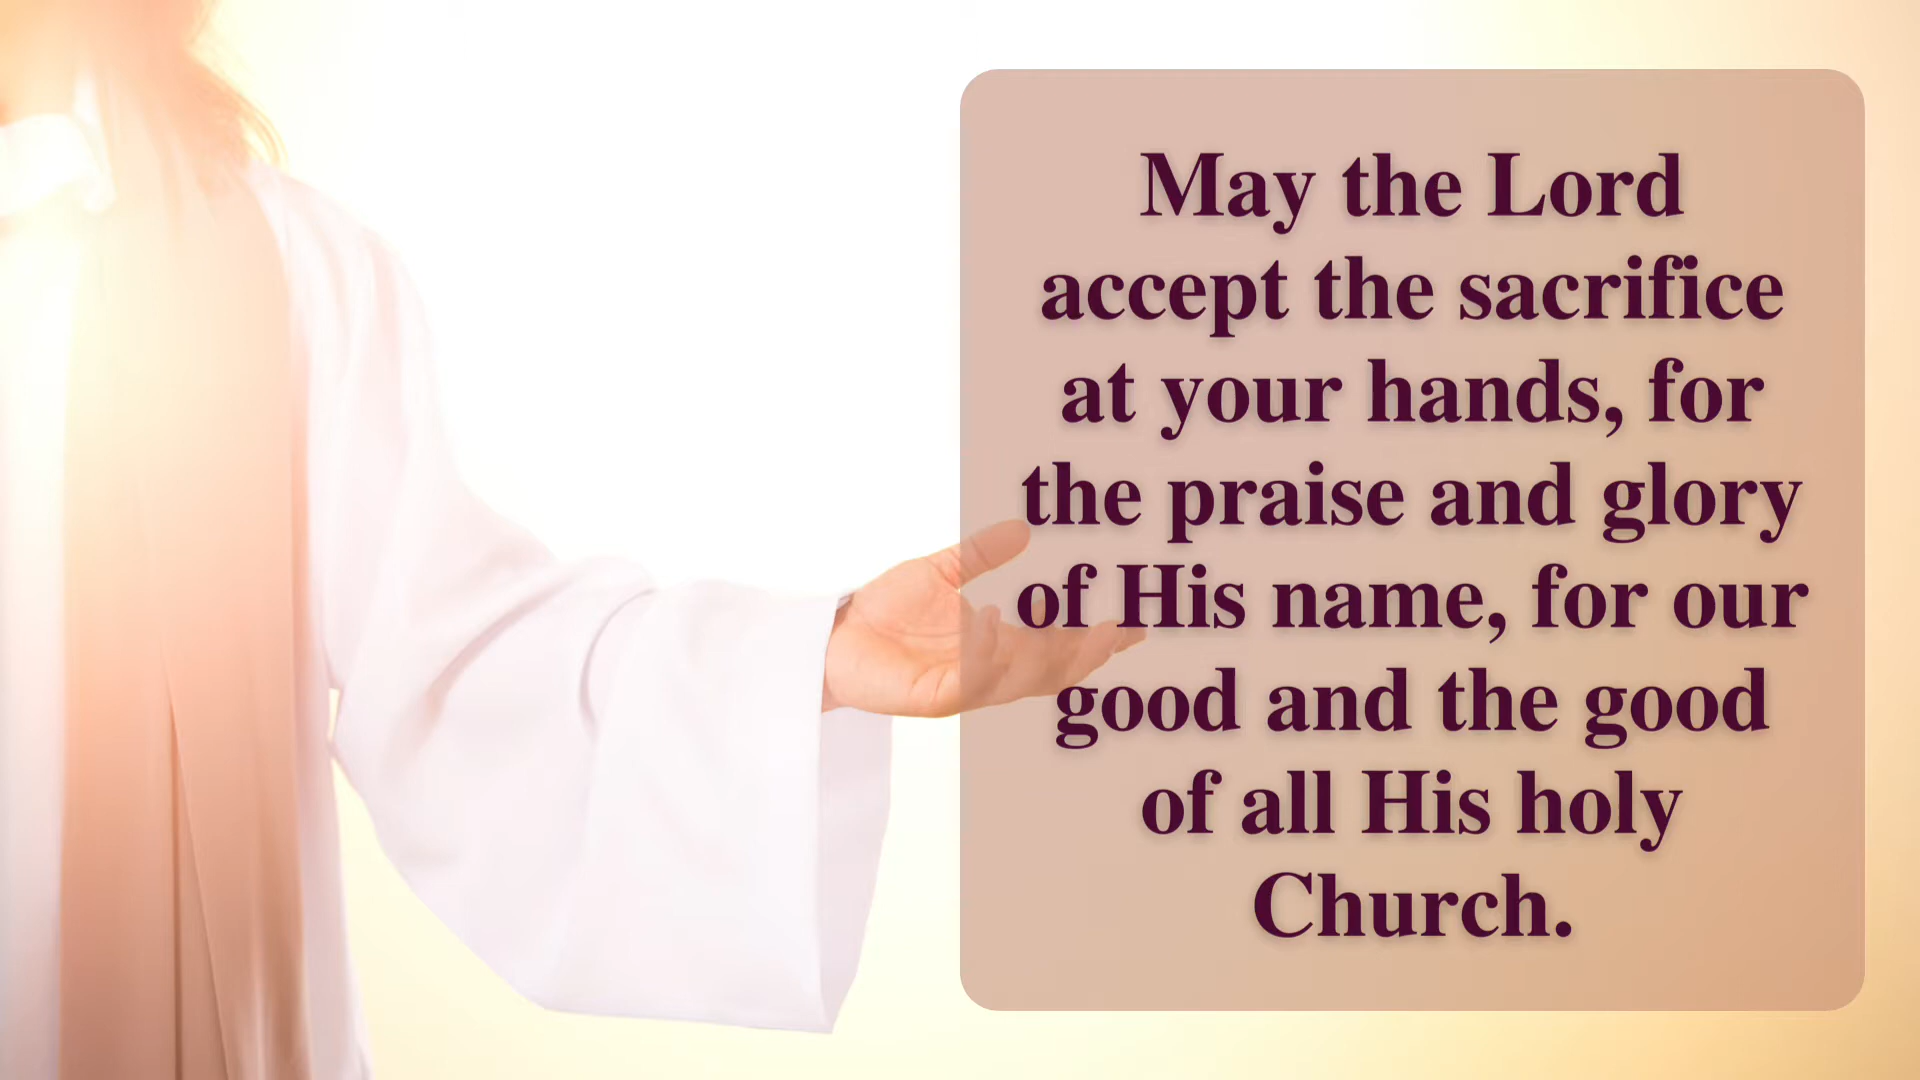 May the Lord
accept the sacrifice
at your hands, for
the praise and glory
of His name, for our
good and the good
of all His holy
Church.